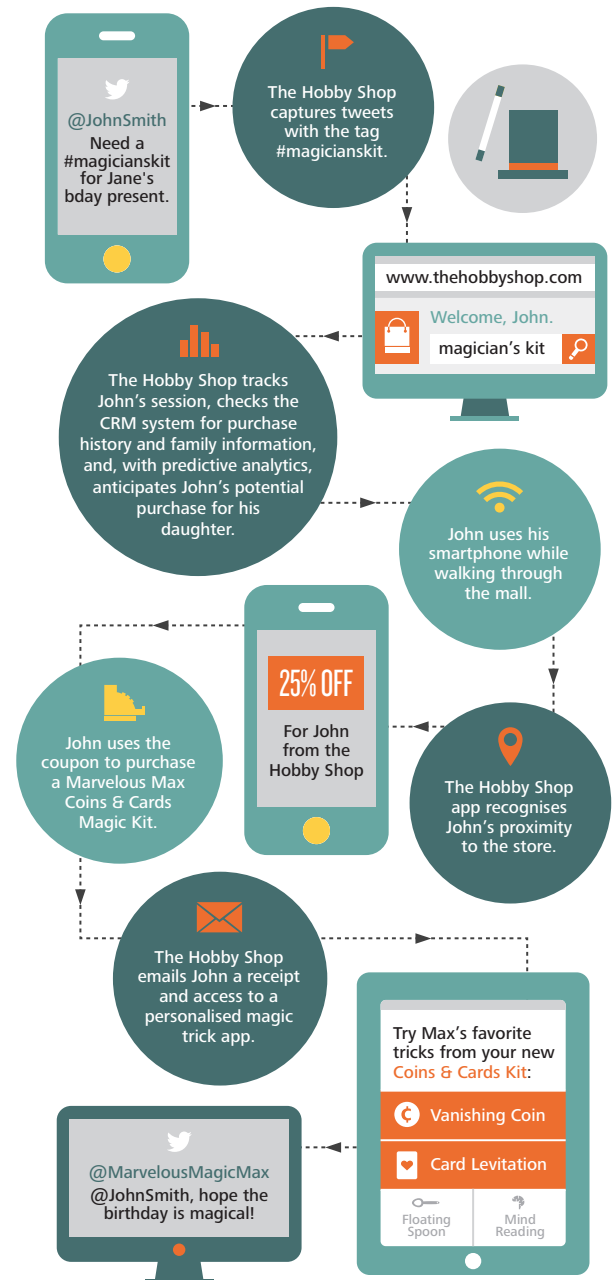 @JohnSmith
Need a
#magicianskit
for Jane's
bday present.
The Hobby Shop
captures tweets
with the tag
#magicianskit.
www.thehobbyshop.com
Welcome, John.
magician's kit
The Hobby Shop tracks
John's session, checks the
CRM system for purchase
history and family information,
and, with predictive analytics,
anticipates John's potential
purchase for his
daughter.
John uses his
smartphone while
walking through
the mall.
The Hobby Shop
app recognises
John's proximity
to the store.
25% OFF
For John
from the
Hobby Shop
John uses the
coupon to purchase
a Marvelous Max
Coins & Cards
Magic Kit.
The Hobby Shop
emails John a receipt
and access to a
personalised magic
trick app.
Try Max's favorite
tricks from your new
Coins & Cards Kit:
Vanishing Coin
Card Levitation
Floating
Spoon
Mind
Reading
@MarvelousMagicMax
@JohnSmith, hope the
birthday is magical!